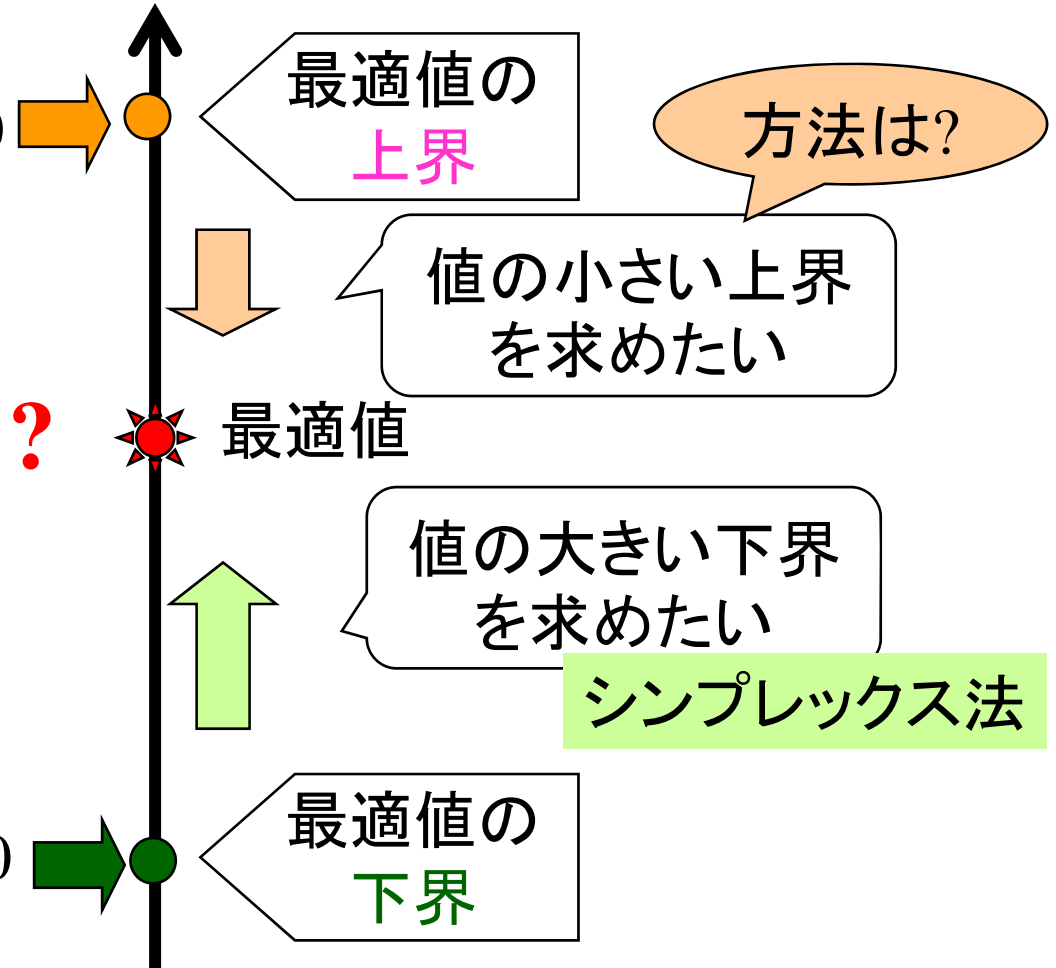 最適値の
上界
方法は?
値の小さい上界
を求めたい
?
最適値
値の大きい下界
を求めたい
シンプレックス法
最適値の
下界